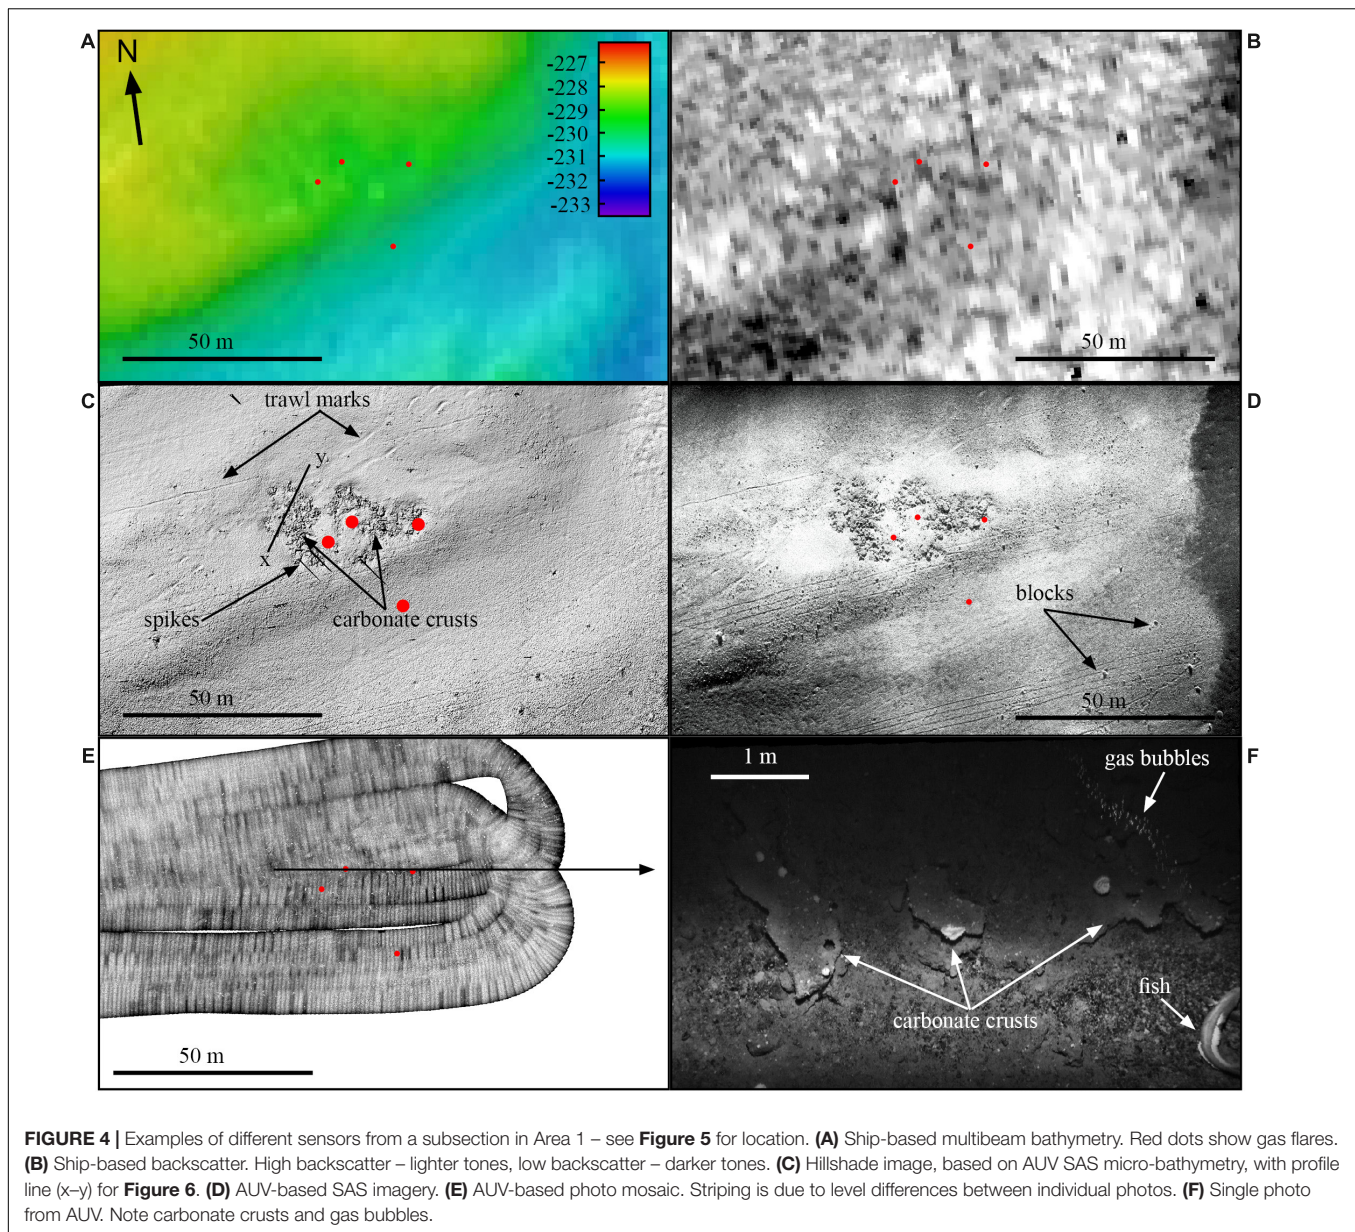 A
N
-227
-228
-229
-230
-231
-232
-233
50 m
B
50 m
C
trawl marks
y
x
spikes
carbonate crusts
50 m
D
blocks
50 m
E
50 m
F
1 m
gas bubbles
fish
carbonate crusts
FIGURE 4 | Examples of different sensors from a subsection in Area 1 – see Figure 5 for location. (A) Ship-based multibeam bathymetry. Red dots show gas flares.
(B) Ship-based backscatter. High backscatter – lighter tones, low backscatter – darker tones. (C) Hillshade image, based on AUV SAS micro-bathymetry, with profile
line (x–y) for Figure 6. (D) AUV-based SAS imagery. (E) AUV-based photo mosaic. Striping is due to level differences between individual photos. (F) Single photo
from AUV. Note carbonate crusts and gas bubbles.